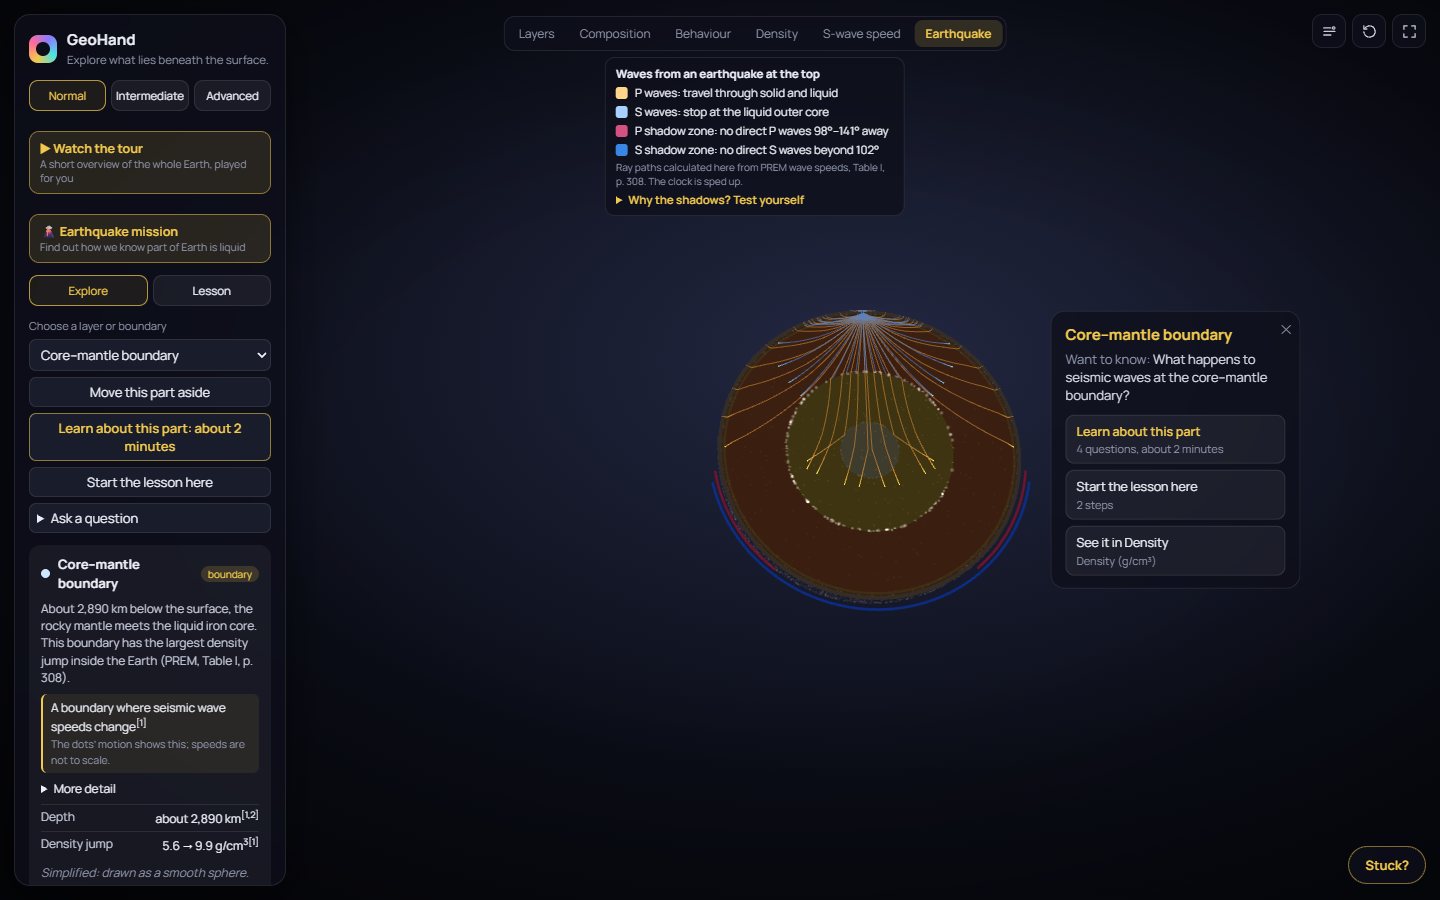 GeoHand
Explore what lies beneath the surface.
Normal
Intermediate
Advanced
▶ Watch the tour
A short overview of the whole Earth, played
for you
Earthquake mission
Find out how we know part of Earth is liquid
Explore
Lesson
Choose a layer or boundary
Core–mantle boundary
Move this part aside
Learn about this part: about 2
minutes
Start the lesson here
▶ Ask a question
Core–mantle
boundary
boundary
About 2,890 km below the surface, the
rocky mantle meets the liquid iron core.
This boundary has the largest density
jump inside the Earth (PREM, Table I, p.
308).
A boundary where seismic wave
speeds change[1]
The dots' motion shows this; speeds are
not to scale.
▶ More detail
Depth about 2,890 km[1,2]
Density jump 5.6 → 9.9 g/cm³[1]
Simplified: drawn as a smooth sphere.
Layers
Composition
Behaviour
Density
S-wave speed
Earthquake
Waves from an earthquake at the top
P waves: travel through solid and liquid
S waves: stop at the liquid outer core
P shadow zone: no direct P waves 98°–141° away
S shadow zone: no direct S waves beyond 102°
Ray paths calculated here from PREM wave speeds, Table I,
p. 308. The clock is sped up.
▶ Why the shadows? Test yourself
Core–mantle boundary
Want to know: What happens to
seismic waves at the core–mantle
boundary?
Learn about this part
4 questions, about 2 minutes
Start the lesson here
2 steps
See it in Density
Density (g/cm³)
Stuck?